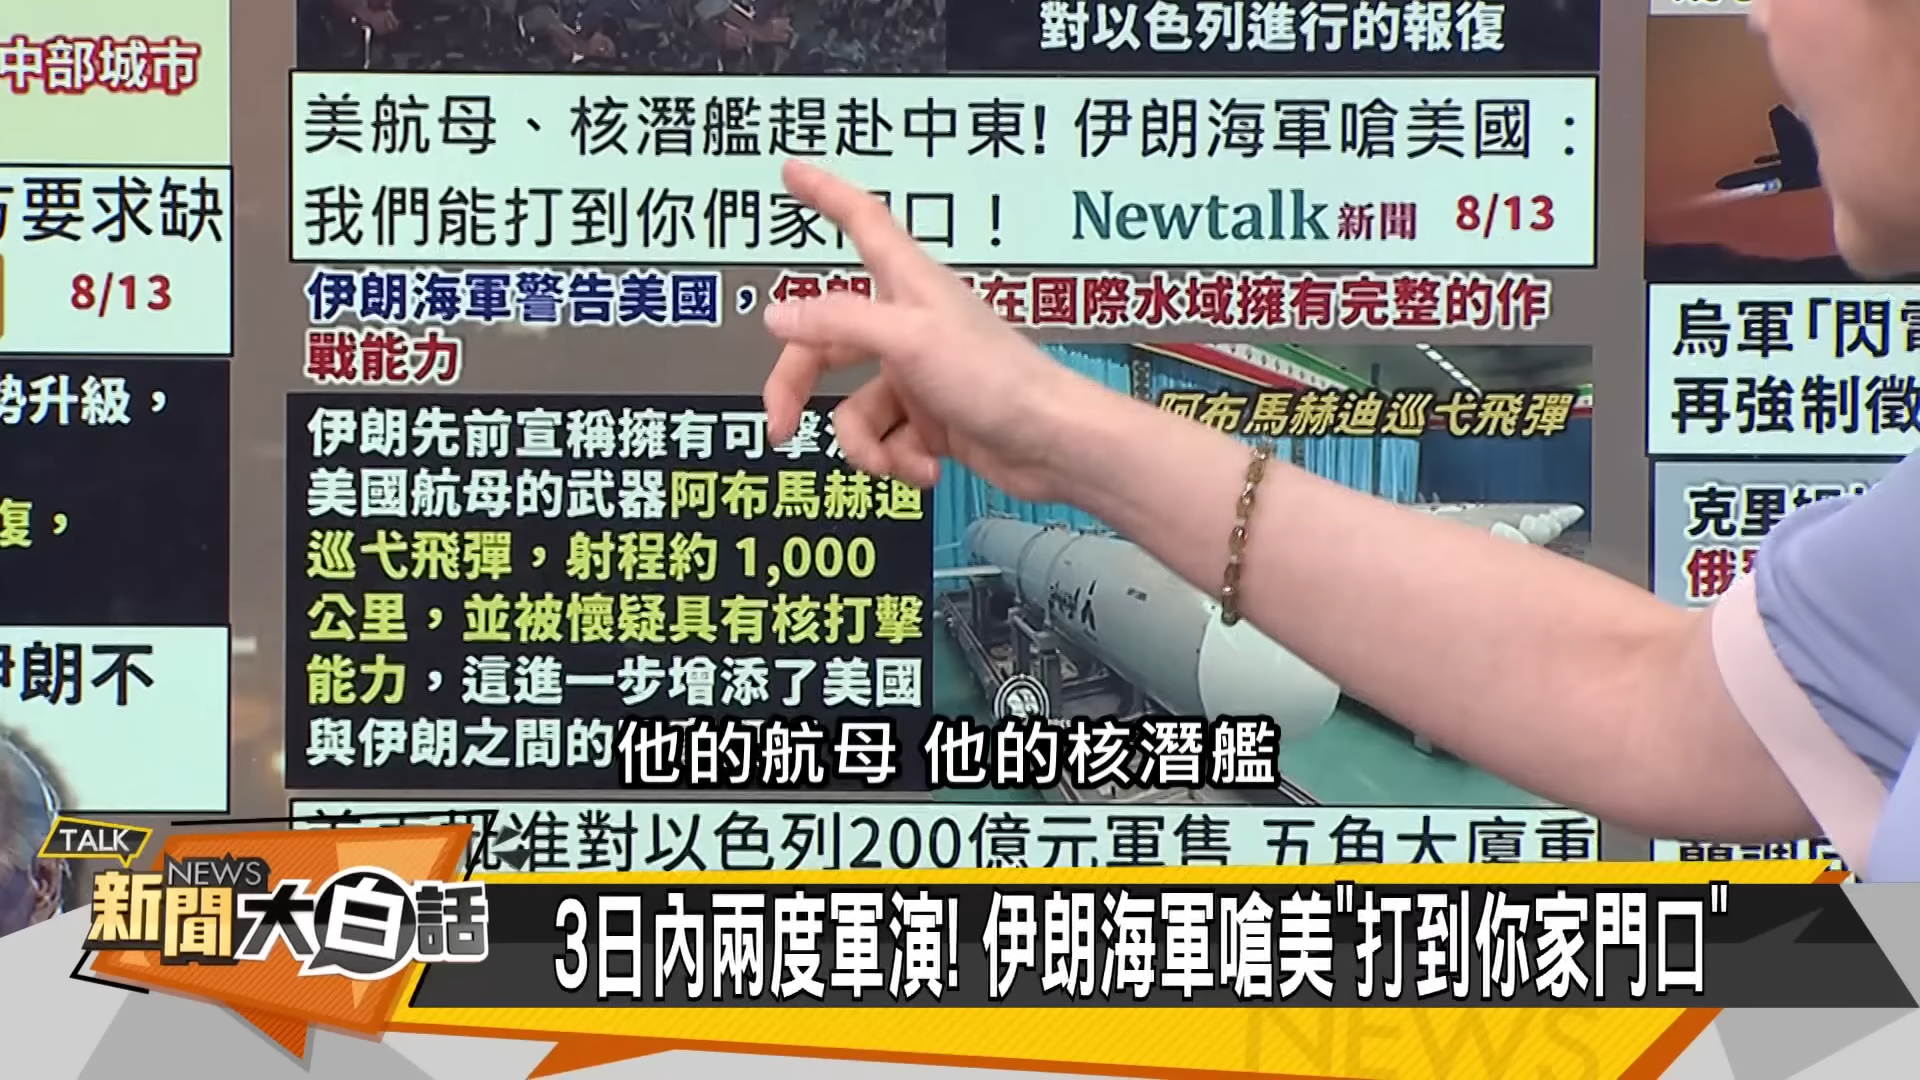 中部城市
要求缺
8/13
升級，
復，
朗不
對以色列進行的報復
美航母、核潛艦趕赴中東! 伊朗海軍嗆美國：
我們能打到你們家門口！ Newtalk新聞 8/13
伊朗海軍警告美國，伊朗 在國際水域擁有完整的作
戰能力
伊朗先前宣稱擁有可擊
美國航母的武器阿布馬赫迪
巡弋飛彈，射程約 1,000
公里，並被懷疑具有核打擊
能力，這進一步增添了美國
與伊朗之間的
阿布馬赫迪巡弋飛彈
烏軍「閃電
再強制徵
克里
俄
他的航母 他的核潛艦
准對以色列200億元軍售 五角大廈重
TALK
NEWS
新聞大白話
3日內兩度軍演! 伊朗海軍嗆美"打到你家門口"
NEWS